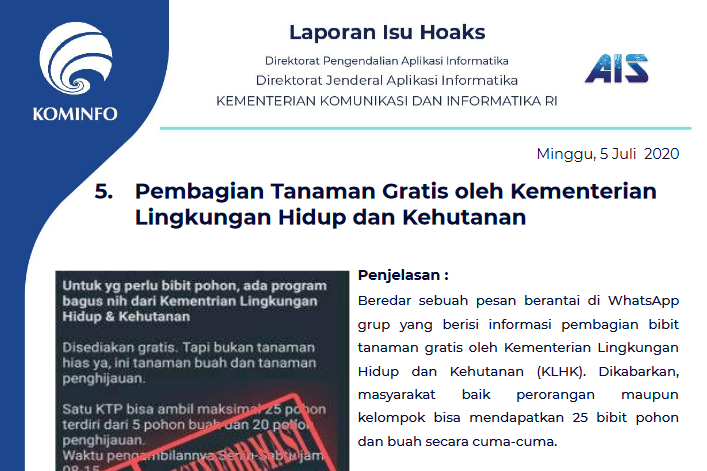 KOMINFO
Laporan Isu Hoaks
Direktorat Pengendalian Aplikasi Informatika
Direktorat Jenderal Aplikasi Informatika
KEMENTERIAN KOMUNIKASI DAN INFORMATIKA RI
AIS
Minggu, 5 Juli 2020
5. Pembagian Tanaman Gratis oleh Kementerian
Lingkungan Hidup dan Kehutanan
Untuk yg perlu bibit pohon, ada program
bagus nih dari Kementrian Lingkungan
Hidup & Kehutanan
Disediakan gratis. Tapi bukan tanaman
hias ya, ini tanaman buah dan tanaman
penghijauan.
Satu KTP bisa ambil maksimal 25 pohon
terdiri dari 5 pohon buah dan 20 pohon
penghijauan.
Waktu pengambilannya Senin-Sabtu jam
08-15
Penjelasan :
Beredar sebuah pesan berantai di WhatsApp
grup yang berisi informasi pembagian bibit
tanaman gratis oleh Kementerian Lingkungan
Hidup dan Kehutanan (KLHK). Dikabarkan,
masyarakat baik perorangan maupun
kelompok bisa mendapatkan 25 bibit pohon
dan buah secara cuma-cuma.